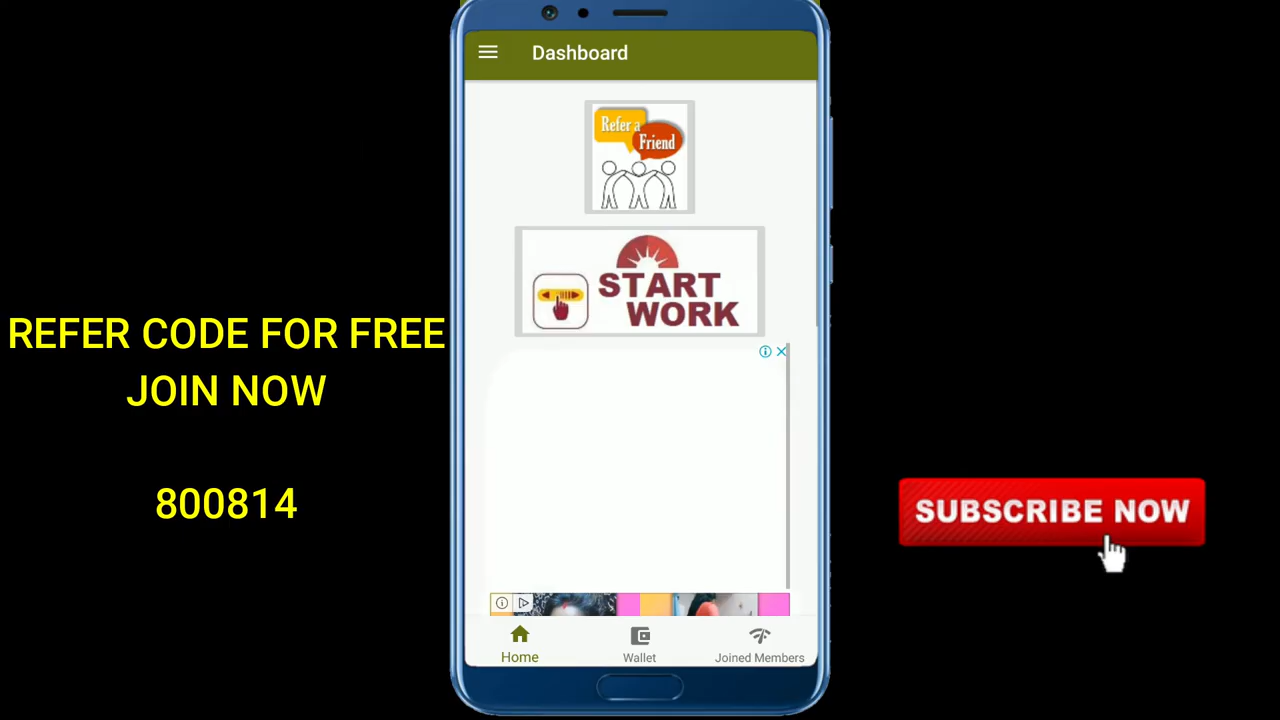 Dashboard
Refer a
Friend
START
WORK
REFER CODE FOR FREE
JOIN NOW
800814
SUBSCRIBE NOW
Home
Wallet
Joined Members